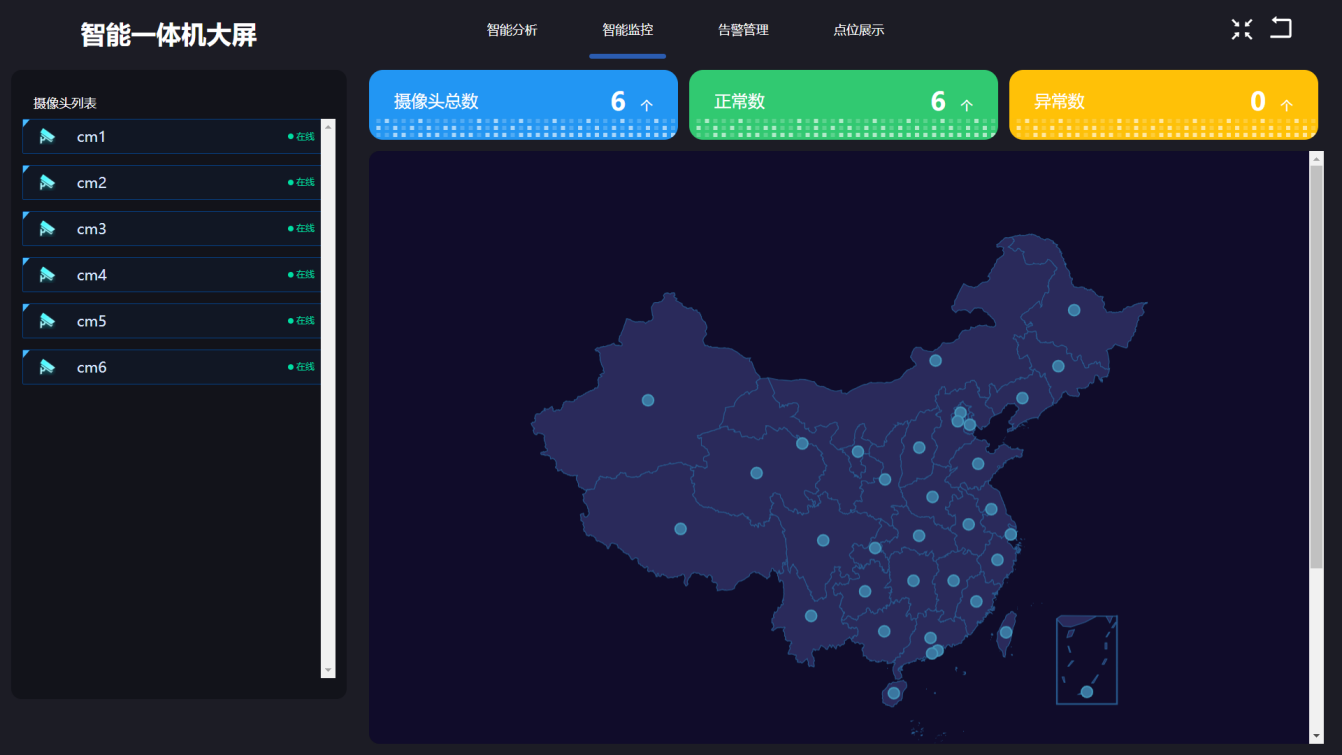 智能一体机大屏
智能分析
智能监控
告警管理
点位展示
摄像头列表
cm1 在线
cm2 在线
cm3 在线
cm4 在线
cm5 在线
cm6 在线
摄像头总数 6 个
正常数 6 个
异常数 0 个